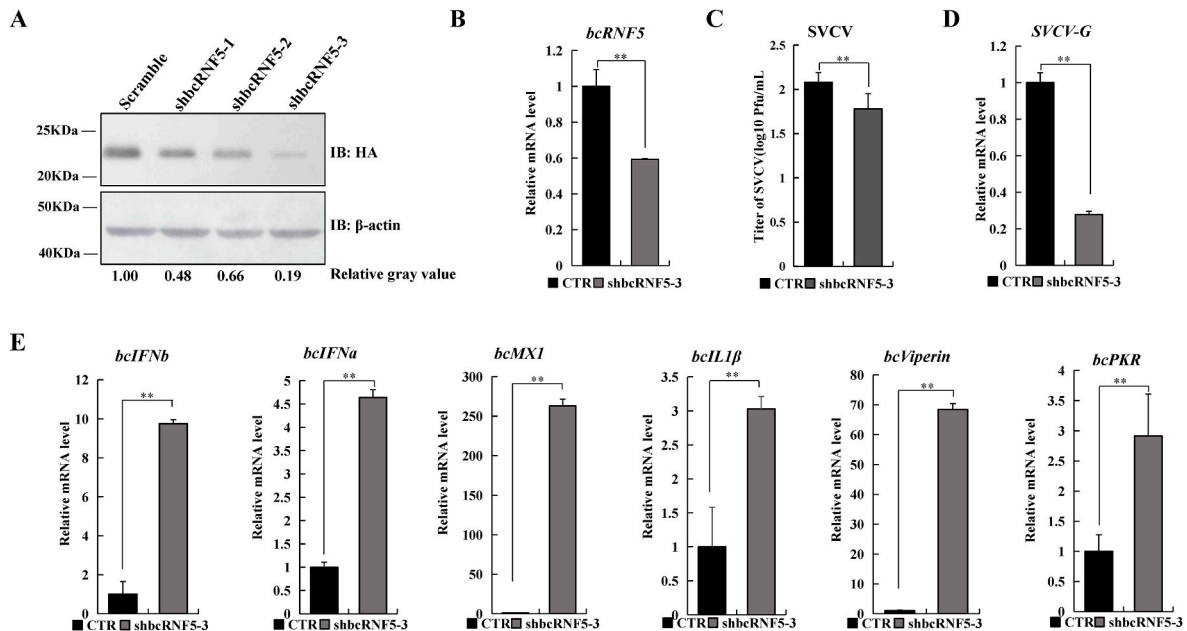 A
Scramble
shbcRNF5-1
shbcRNF5-2
shbcRNF5-3
25KDa
20KDa
IB: HA
50KDa
40KDa
IB: β-actin
1.00 0.48 0.66 0.19 Relative gray value
B
bcRNF5
**
Relative mRNA level
1.2
1
0.8
0.6
0.4
0.2
0
CTR shbcRNF5-3
C
SVCV
**
Titer of SVCV(log10 Pfu/mL
2.5
2
1.5
1
0.5
0
CTR shbcRNF5-3
D
SVCV-G
**
Relative mRNA level
1.2
1
0.8
0.6
0.4
0.2
0
CTR shbcRNF5-3
E
bcIFNb
**
Relative mRNA level
12
10
8
6
4
2
0
CTR shbcRNF5-3
bcIFNa
**
Relative mRNA level
5
4.5
4
3.5
3
2.5
2
1.5
1
0.5
0
CTR shbcRNF5-3
bcMX1
**
Relative mRNA level
300
250
200
150
100
50
0
CTR shbcRNF5-3
bcIL1β
**
Relative mRNA level
3.5
3
2.5
2
1.5
1
0.5
0
CTR shbcRNF5-3
bcViperin
**
Relative mRNA level
80
70
60
50
40
30
20
10
0
CTR shbcRNF5-3
bcPKR
**
Relative mRNA level
4
3.5
3
2.5
2
1.5
1
0.5
0
CTR shbcRNF5-3